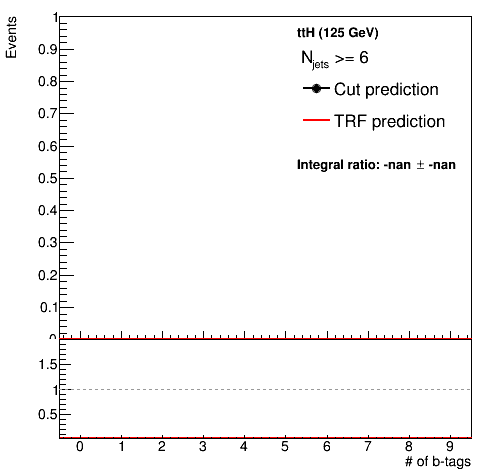 Events
1
0.9
0.8
0.7
0.6
0.5
0.4
0.3
0.2
0.1
0
ttH (125 GeV)
Njets >= 6
Cut prediction
TRF prediction
Integral ratio: -nan ± -nan
1.5
1
0.5
0 1 2 3 4 5 6 7 8 9
# of b-tags